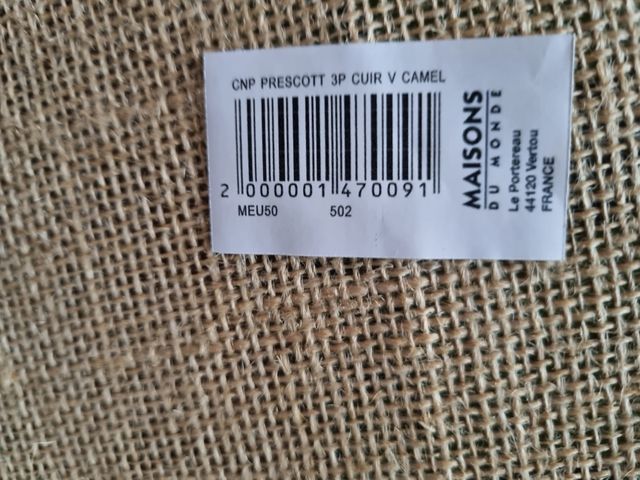 CNP PRESCOTT 3P CUIR V CAMEL
2 000001 470091
MEU50 502
MAISONS
DU MONDE
Le Portereau
44120 Vertou
FRANCE